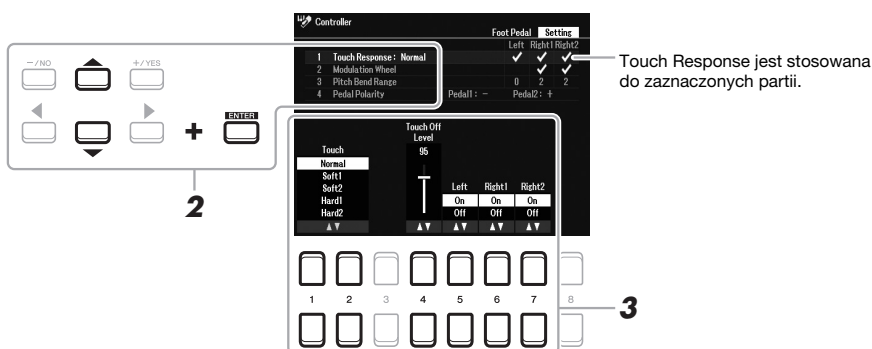 Controller
Foot Pedal Setting
Left Right1 Right2
1 Touch Response: Normal
2 Modulation Wheel
3 Pitch Bend Range 0 2 2
4 Pedal Polarity Pedal1: − Pedal2: +
Touch Response jest stosowana
do zaznaczonych partii.
−/NO +/YES
+ ENTER
2
Touch Off
Level
Touch 95
Normal
Soft1
Soft2 Left Right1 Right2
Hard1 On On On
Hard2 Off Off Off
1 2 3 4 5 6 7 8
3